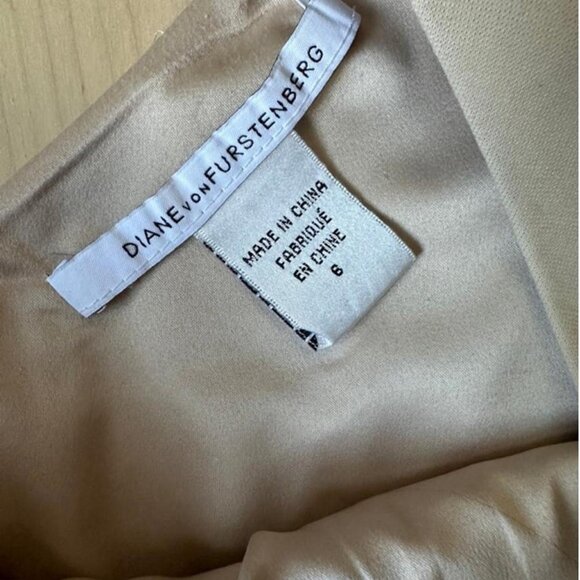 DIANE VON FURSTENBERG
MADE IN CHINA
FABRIQUÉ
EN CHINE
6